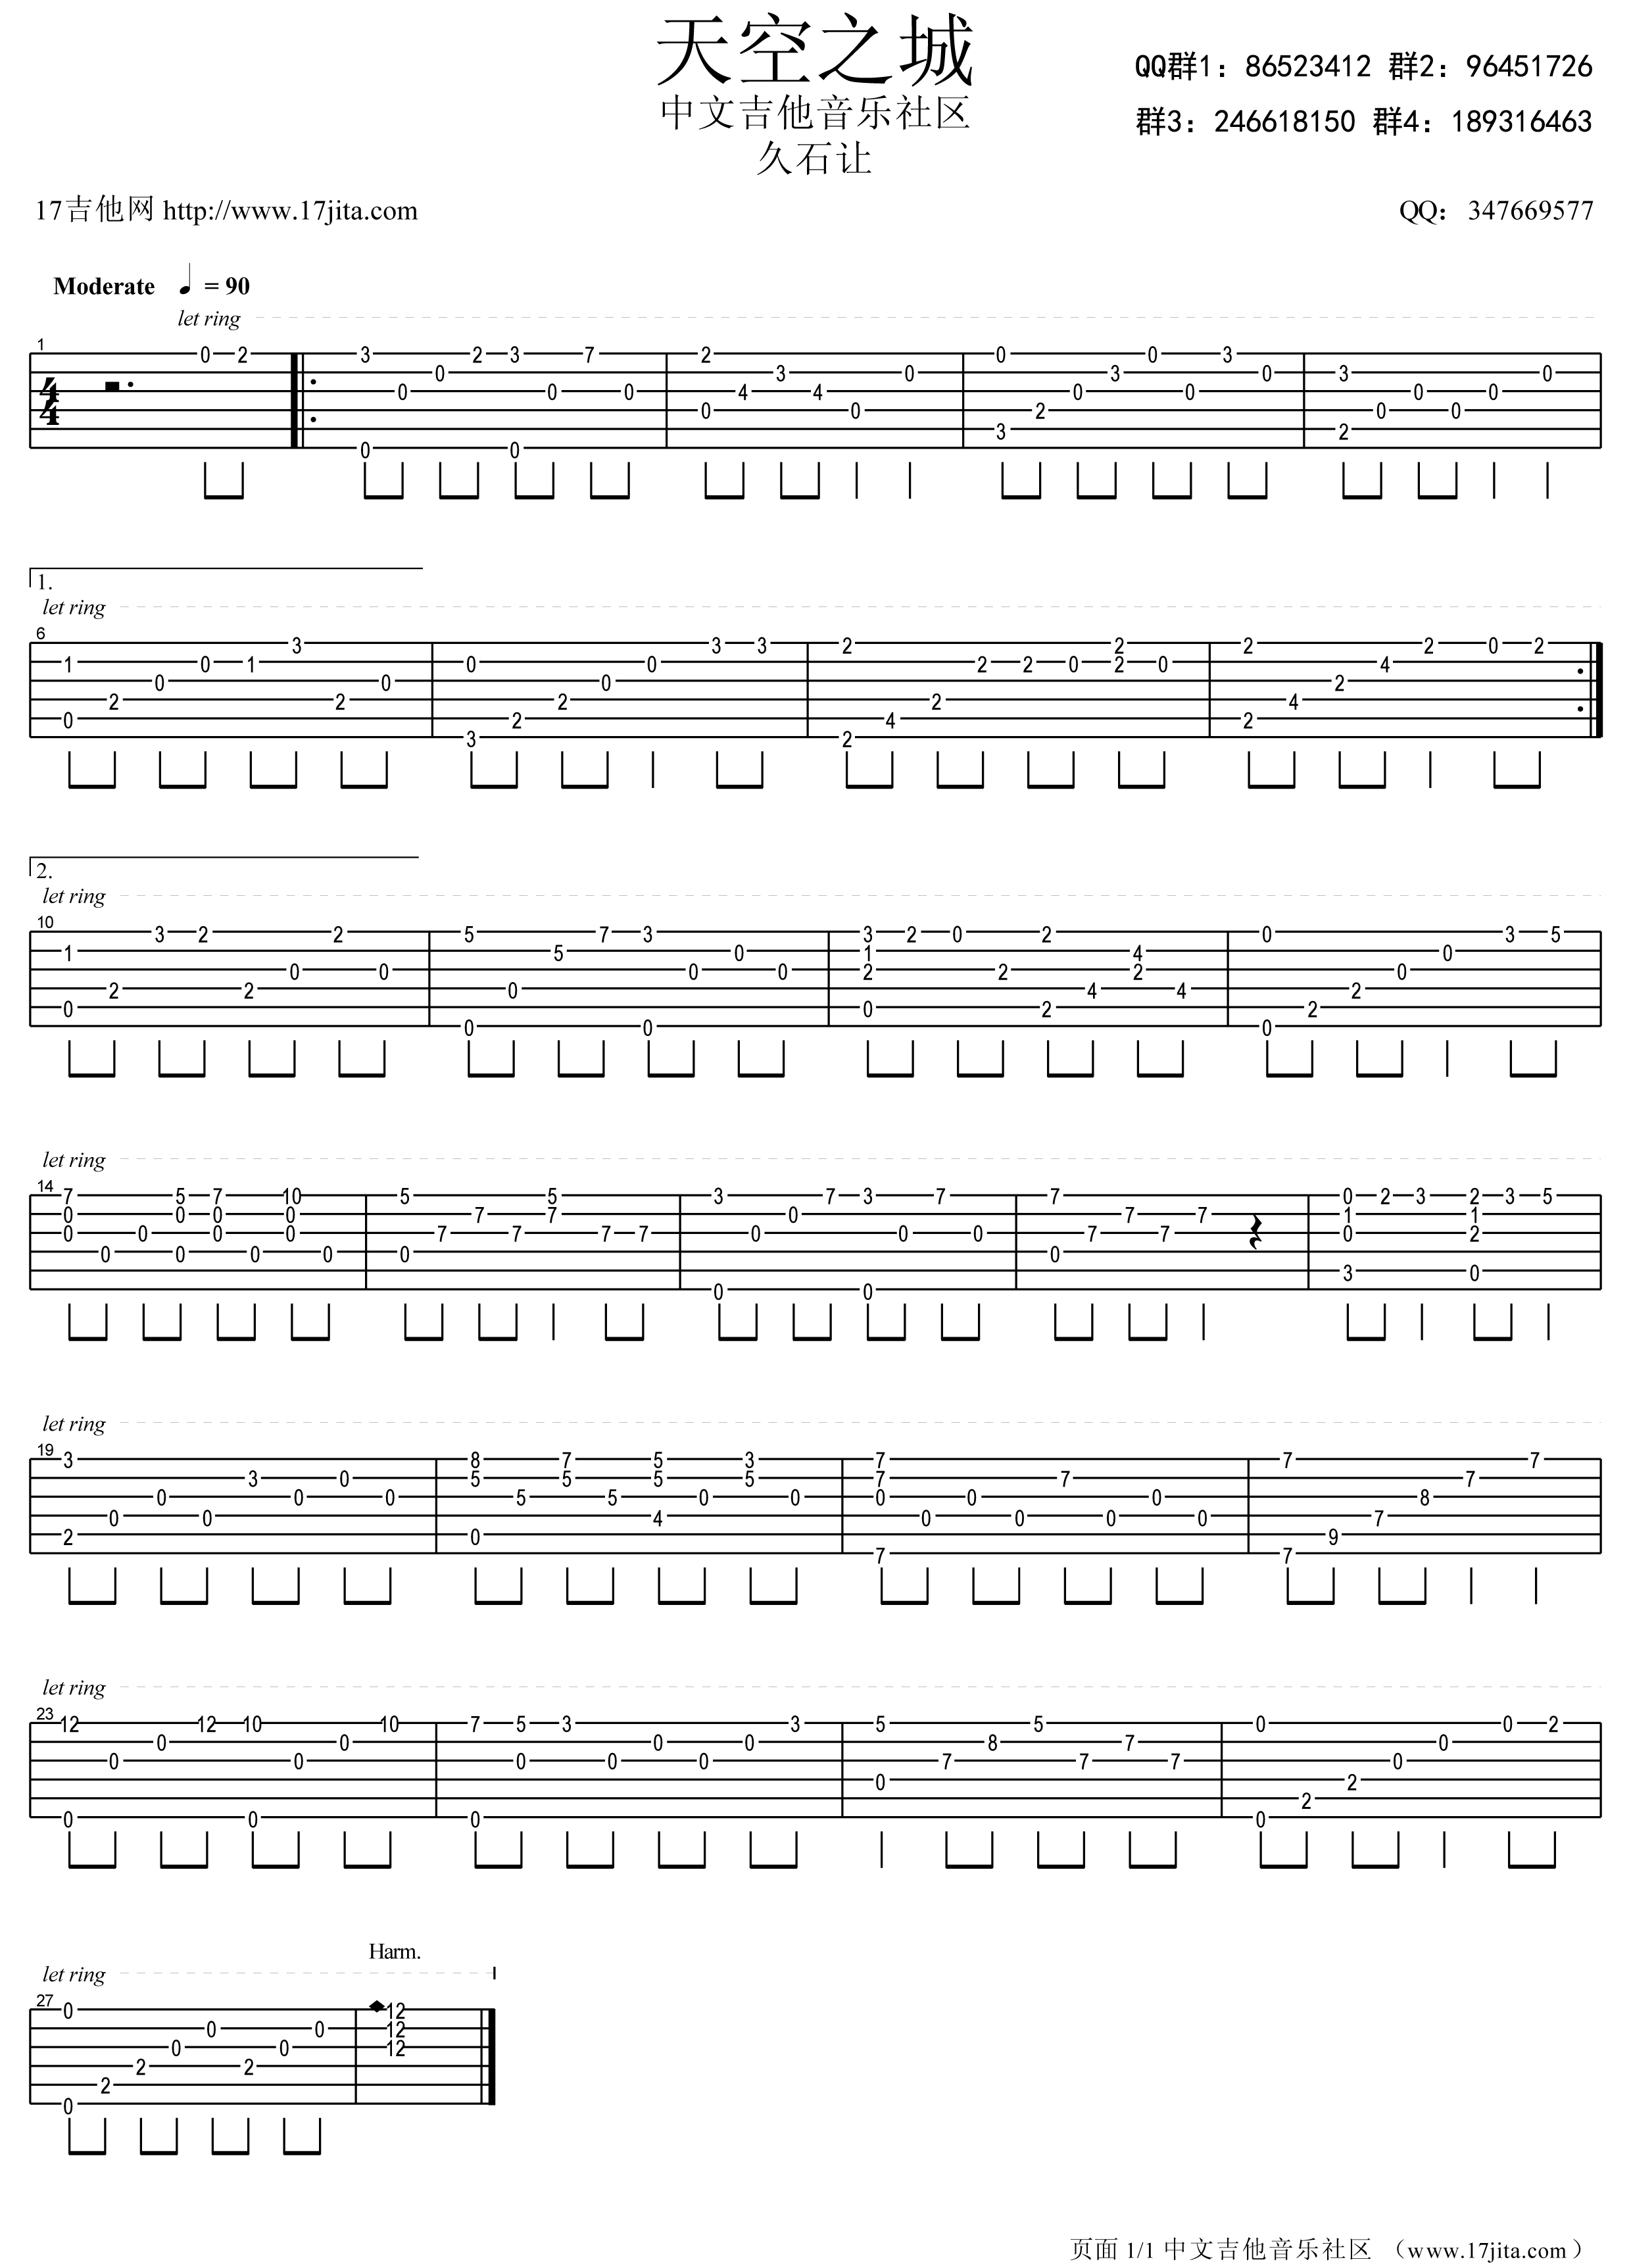 天空之城
中文吉他音乐社区
久石让
QQ群1：86523412 群2：96451726
群3：246618150 群4：189316463
17吉他网 http://www.17jita.com
QQ：347669577
Moderate ♩ = 90
let ring
1
4
4
0 2 3 0 0 2 3 0 7 0 2 4 3 4 0 0 0 2 0 3 0 0 3 0 3 0 0 0 0 0
0 0 0 3 2
1.
let ring
6
1 2 0 0 1 3 2 0 0 2 2 0 0 3 3 2 4 2 2 2 0 2 0 2 4 2 4 2 0 2
0 3 2 2 2
2.
let ring
10
1 2 3 2 2 0 2 0 5 0 5 7 3 0 0 0 3 2 0 2 2 4 4 4 0 2 2 0 0 3 5
0 0 0 1 2 0 2 2 0
let ring
14
7 0 0 5 7 0 10 0 5 7 7 7 5 7 7 3 0 0 7 3 0 7 0 7 7 7 7 7 0 2 3 2 3 5
0 0 0 0 0 0 0 0 0 0 7 0 0 0 1 0 3 1 2 0
let ring
19
3 0 0 0 3 0 0 0 8 5 7 5 5 0 3 0 7 0 0 0 7 0 0 0 7 9 7 8 7 7
2 5 0 5 5 4 5 7 0 7 7
let ring
23
12 0 0 12 10 0 0 10 7 5 3 0 0 0 0 3 5 7 8 5 7 7 7 0 2 2 0 0 0 2
0 0 0 0 0 0
Harm.
let ring
27
0 2 2 0 0 2 0 0 12
0 12 12
页面 1/1 中文吉他音乐社区 （www.17jita.com）